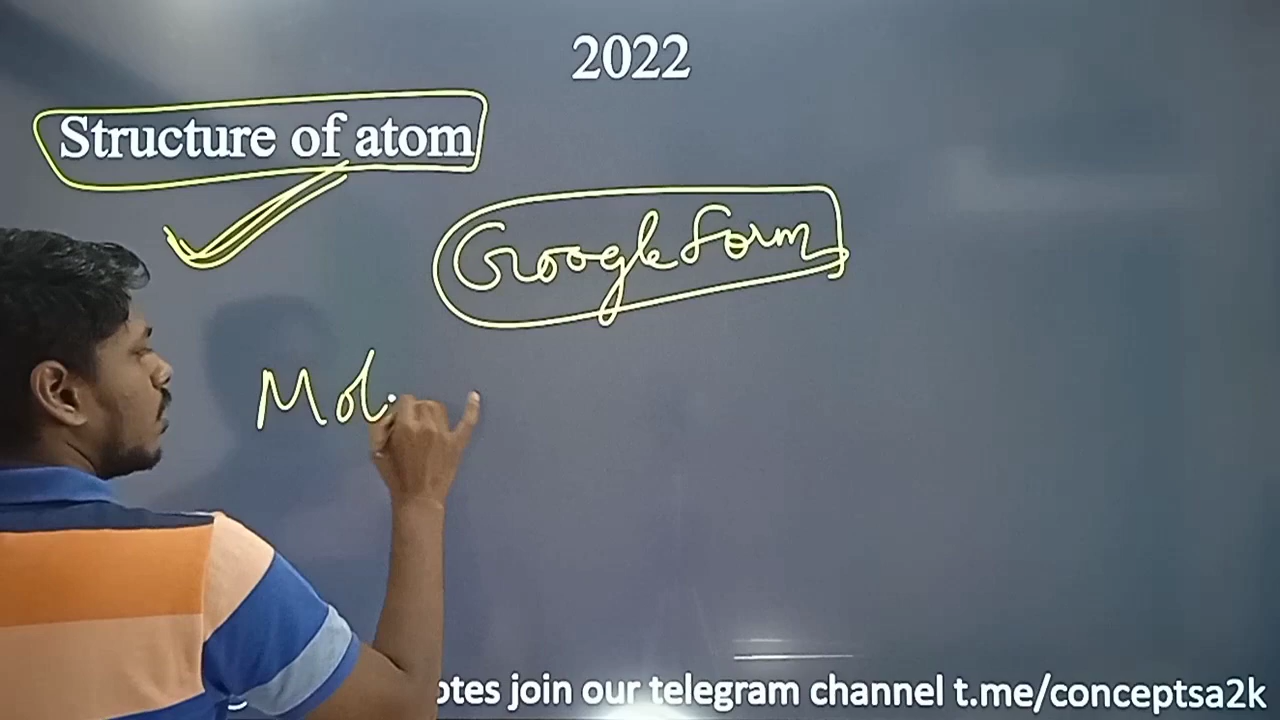 2022
Structure of atom
Google form
Mol
otes join our telegram channel t.me/conceptsa2k